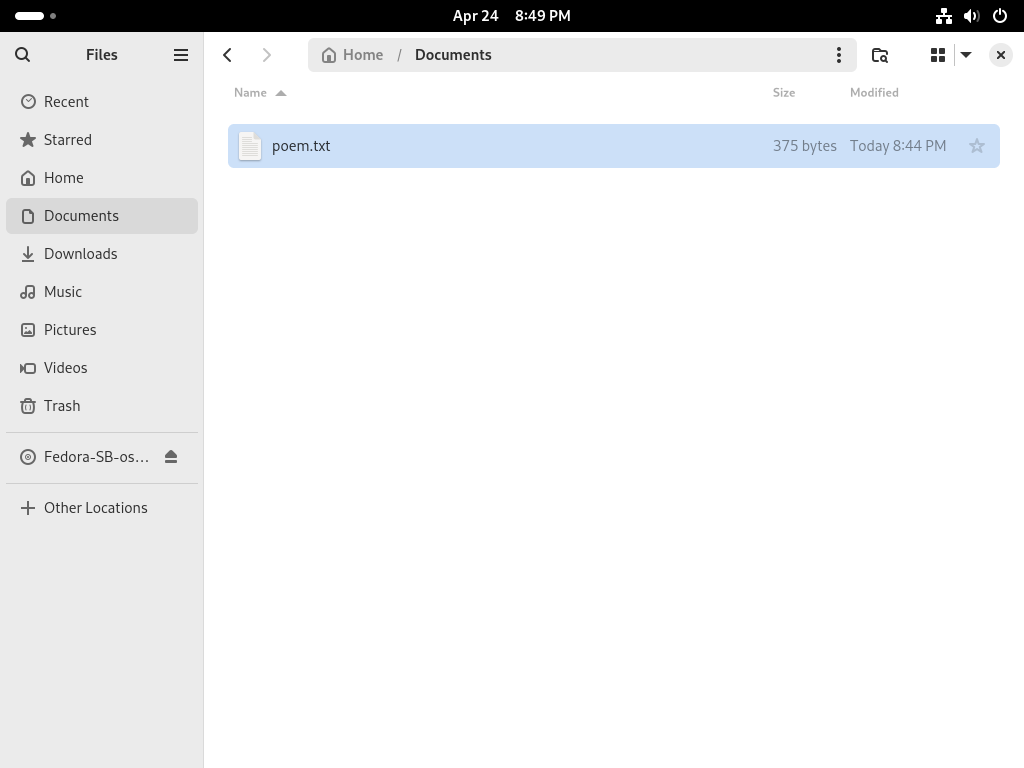 Apr 24 8:49 PM
Files
Home / Documents
Name Size Modified
Recent
Starred
Home
Documents
Downloads
Music
Pictures
Videos
Trash
Fedora-SB-os...
Other Locations
poem.txt 375 bytes Today 8:44 PM